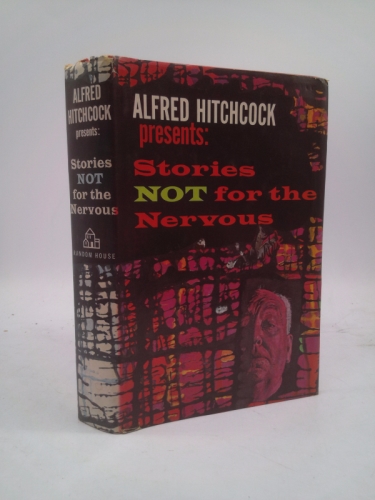 ALFRED
HITCHCOCK
presents:
Stories
NOT
for the
Nervous
RANDOM HOUSE
ALFRED HITCHCOCK
presents:
Stories
NOT for the
Nervous